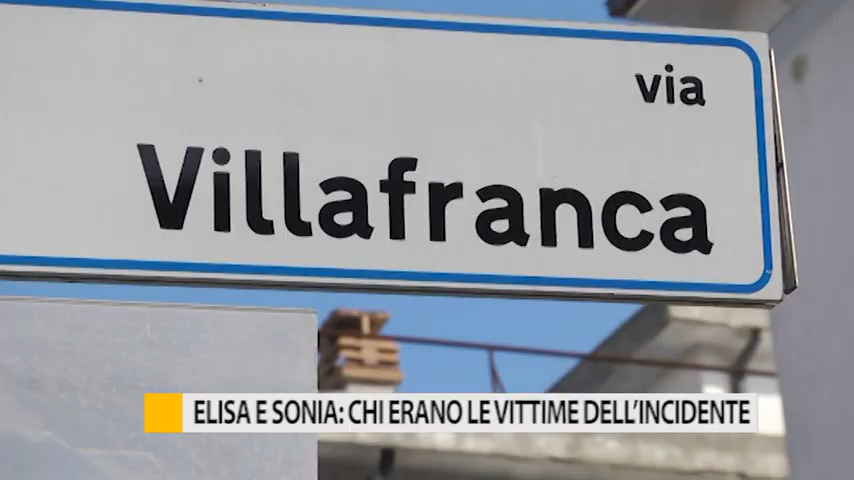 via
Villafranca
ELISA E SONIA: CHI ERANO LE VITTIME DELL'INCIDENTE